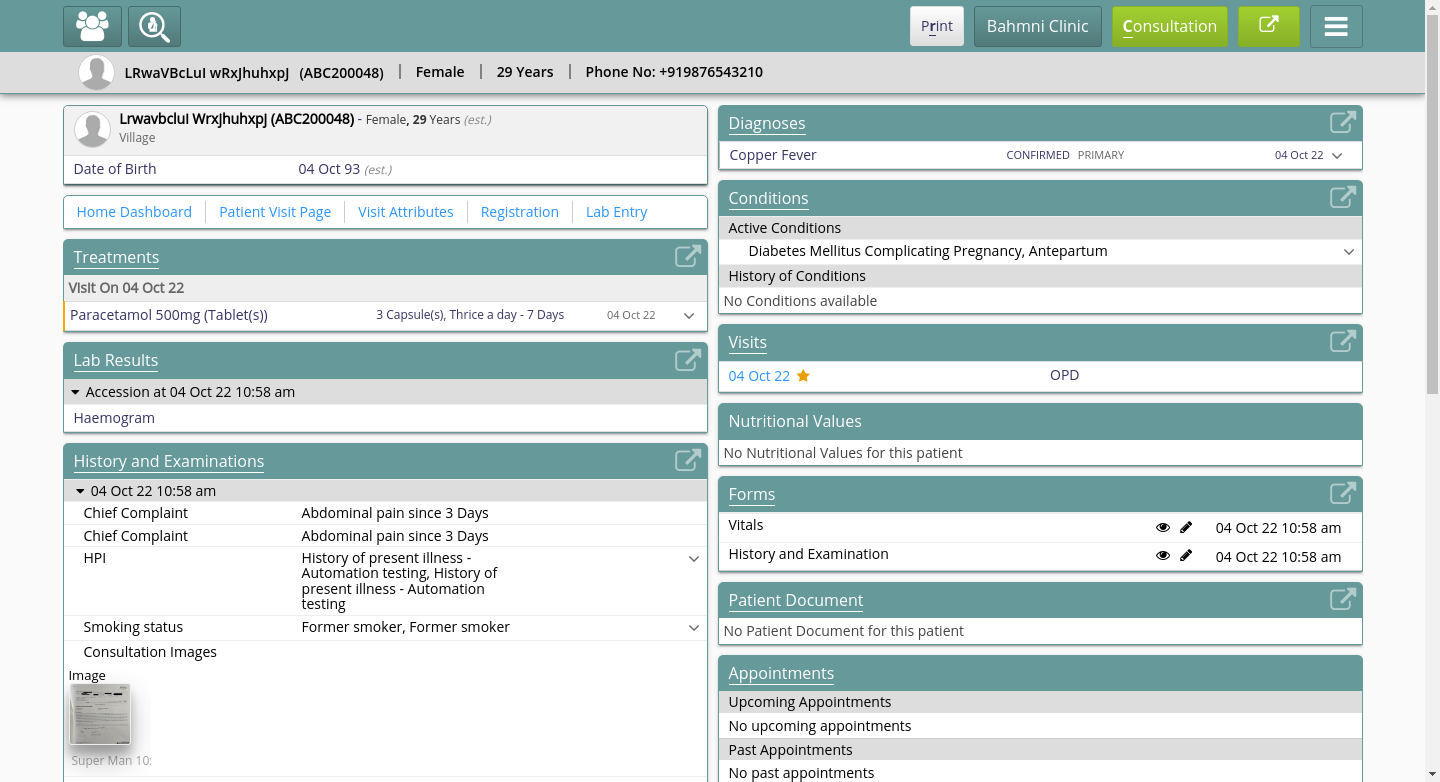 Print
Bahmni Clinic
Consultation
LRwaVBcLuI wRxJhuhxpJ (ABC200048) | Female | 29 Years | Phone No: +919876543210
Lrwavbclul Wrxjhuhxpj (ABC200048) - Female, 29 Years (est.)
Village
Date of Birth 04 Oct 93 (est.)
Home Dashboard Patient Visit Page Visit Attributes Registration Lab Entry
Treatments
Visit On 04 Oct 22
Paracetamol 500mg (Tablet(s)) 3 Capsule(s), Thrice a day - 7 Days 04 Oct 22
Lab Results
Accession at 04 Oct 22 10:58 am
Haemogram
History and Examinations
04 Oct 22 10:58 am
Chief Complaint Abdominal pain since 3 Days
Chief Complaint Abdominal pain since 3 Days
HPI History of present illness -
Automation testing, History of
present illness - Automation
testing
Smoking status Former smoker, Former smoker
Consultation Images
Image
Super Man 10:
Diagnoses
Copper Fever CONFIRMED PRIMARY 04 Oct 22
Conditions
Active Conditions
Diabetes Mellitus Complicating Pregnancy, Antepartum
History of Conditions
No Conditions available
Visits
04 Oct 22 OPD
Nutritional Values
No Nutritional Values for this patient
Forms
Vitals 04 Oct 22 10:58 am
History and Examination 04 Oct 22 10:58 am
Patient Document
No Patient Document for this patient
Appointments
Upcoming Appointments
No upcoming appointments
Past Appointments
No past appointments